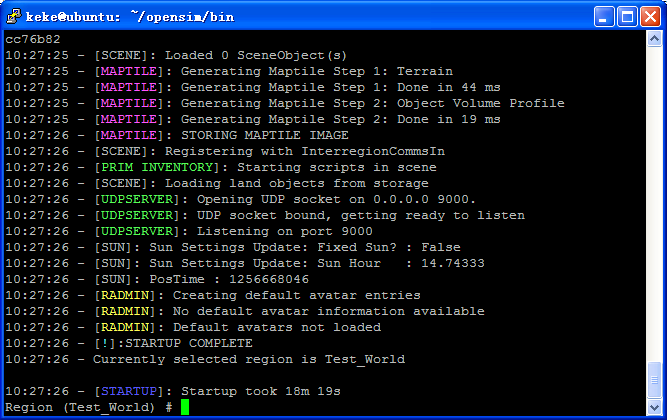 keke@ubuntu: ~/opensim/bin
cc76b82
10:27:25 - [SCENE]: Loaded 0 SceneObject(s)
10:27:25 - [MAPTILE]: Generating Maptile Step 1: Terrain
10:27:25 - [MAPTILE]: Generating Maptile Step 1: Done in 44 ms
10:27:25 - [MAPTILE]: Generating Maptile Step 2: Object Volume Profile
10:27:25 - [MAPTILE]: Generating Maptile Step 2: Done in 19 ms
10:27:26 - [MAPTILE]: STORING MAPTILE IMAGE
10:27:26 - [SCENE]: Registering with InterregionCommsIn
10:27:26 - [PRIM INVENTORY]: Starting scripts in scene
10:27:26 - [SCENE]: Loading land objects from storage
10:27:26 - [UDPSERVER]: Opening UDP socket on 0.0.0.0 9000.
10:27:26 - [UDPSERVER]: UDP socket bound, getting ready to listen
10:27:26 - [UDPSERVER]: Listening on port 9000
10:27:26 - [SUN]: Sun Settings Update: Fixed Sun? : False
10:27:26 - [SUN]: Sun Settings Update: Sun Hour   : 14.74333
10:27:26 - [SUN]: PosTime : 1256668046
10:27:26 - [RADMIN]: Creating default avatar entries
10:27:26 - [RADMIN]: No default avatar information available
10:27:26 - [RADMIN]: Default avatars not loaded
10:27:26 - [!]:STARTUP COMPLETE
10:27:26 - Currently selected region is Test_World
10:27:26 - [STARTUP]: Startup took 18m 19s
Region (Test_World) #